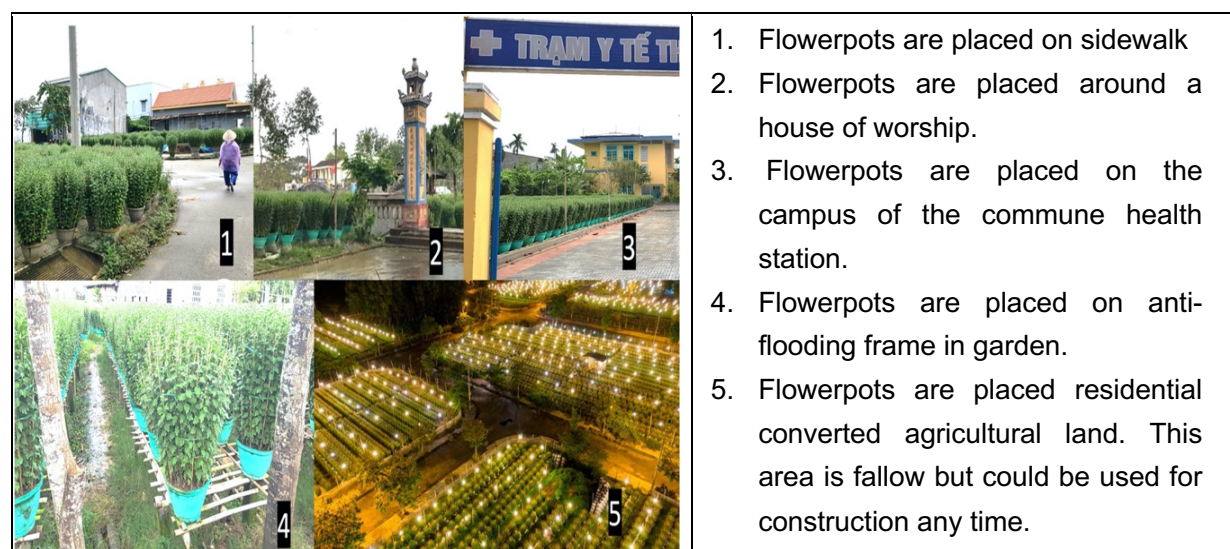 TRẠM Y TẾ TH
1
2
3
4
5
1. Flowerpots are placed on sidewalk
2. Flowerpots are placed around a
house of worship.
3. Flowerpots are placed on the
campus of the commune health
station.
4. Flowerpots are placed on anti-
flooding frame in garden.
5. Flowerpots are placed residential
converted agricultural land. This
area is fallow but could be used for
construction any time.